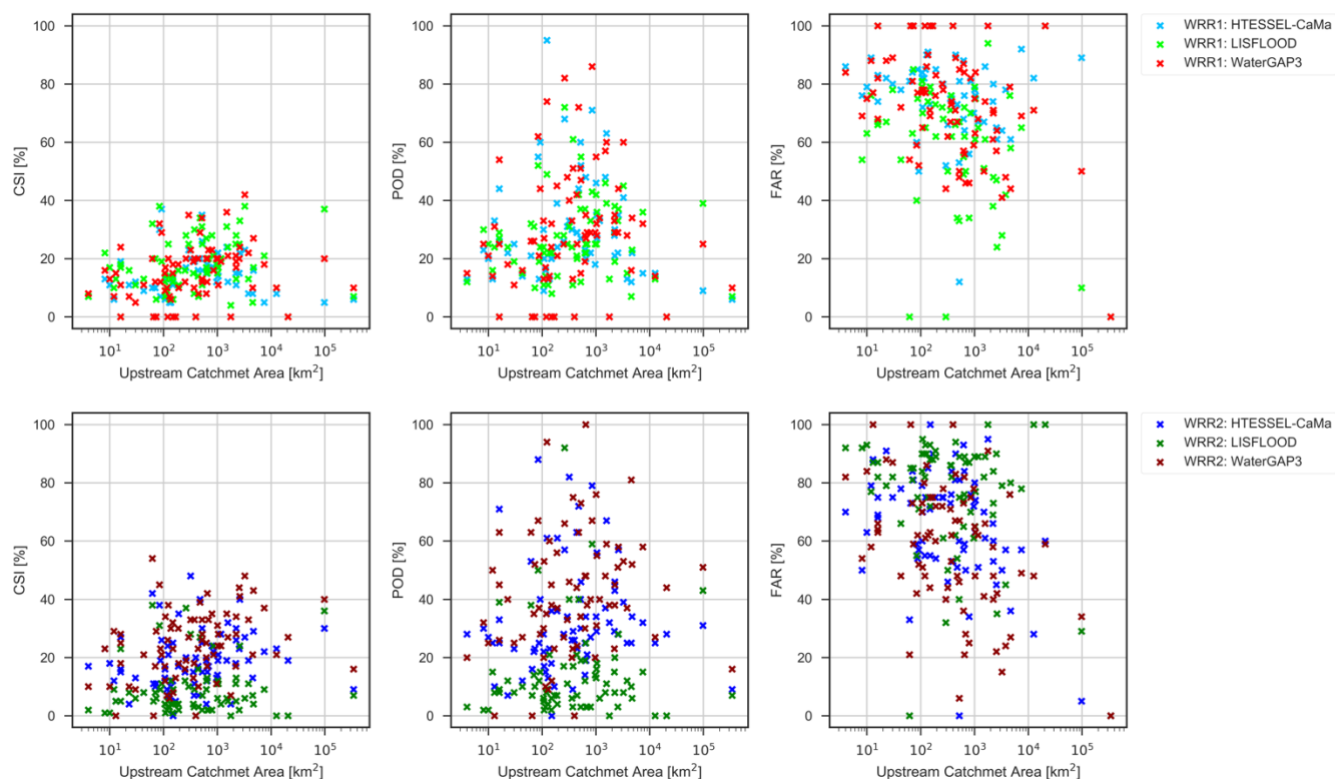 100
80
60
40
20
0
CSI [%]
10¹ 10² 10³ 10⁴ 10⁵
Upstream Catchmet Area [km²]
100
80
60
40
20
0
POD [%]
10¹ 10² 10³ 10⁴ 10⁵
Upstream Catchmet Area [km²]
100
80
60
40
20
0
FAR [%]
10¹ 10² 10³ 10⁴ 10⁵
Upstream Catchmet Area [km²]
WRR1: HTESSEL-CaMa
WRR1: LISFLOOD
WRR1: WaterGAP3
100
80
60
40
20
0
CSI [%]
10¹ 10² 10³ 10⁴ 10⁵
Upstream Catchmet Area [km²]
100
80
60
40
20
0
POD [%]
10¹ 10² 10³ 10⁴ 10⁵
Upstream Catchmet Area [km²]
100
80
60
40
20
0
FAR [%]
10¹ 10² 10³ 10⁴ 10⁵
Upstream Catchmet Area [km²]
WRR2: HTESSEL-CaMa
WRR2: LISFLOOD
WRR2: WaterGAP3